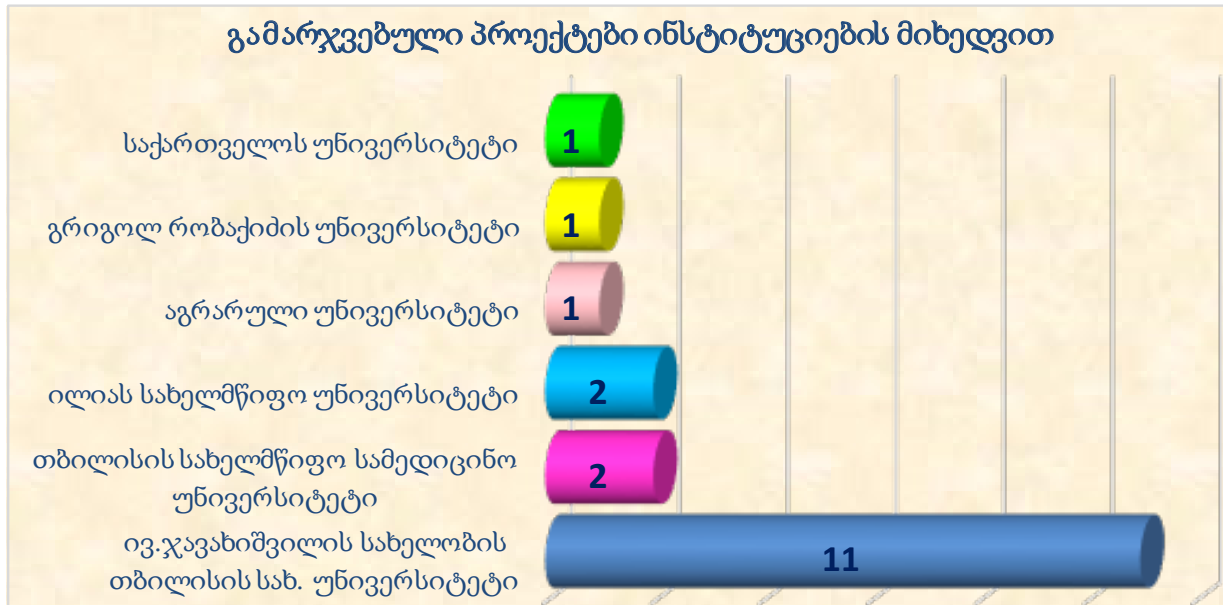 გამარჯვებული პროექტები ინსტიტუციების მიხედვით
საქართველოს უნივერსიტეტი
1
გრიგოლ რობაქიძის უნივერსიტეტი
1
აგრარული უნივერსიტეტი
1
ილიას სახელმწიფო უნივერსიტეტი
2
თბილისის სახელმწიფო სამედიცინო
უნივერსიტეტი
2
ივ.ჯავახიშვილის სახელობის
თბილისის სახ. უნივერსიტეტი
11